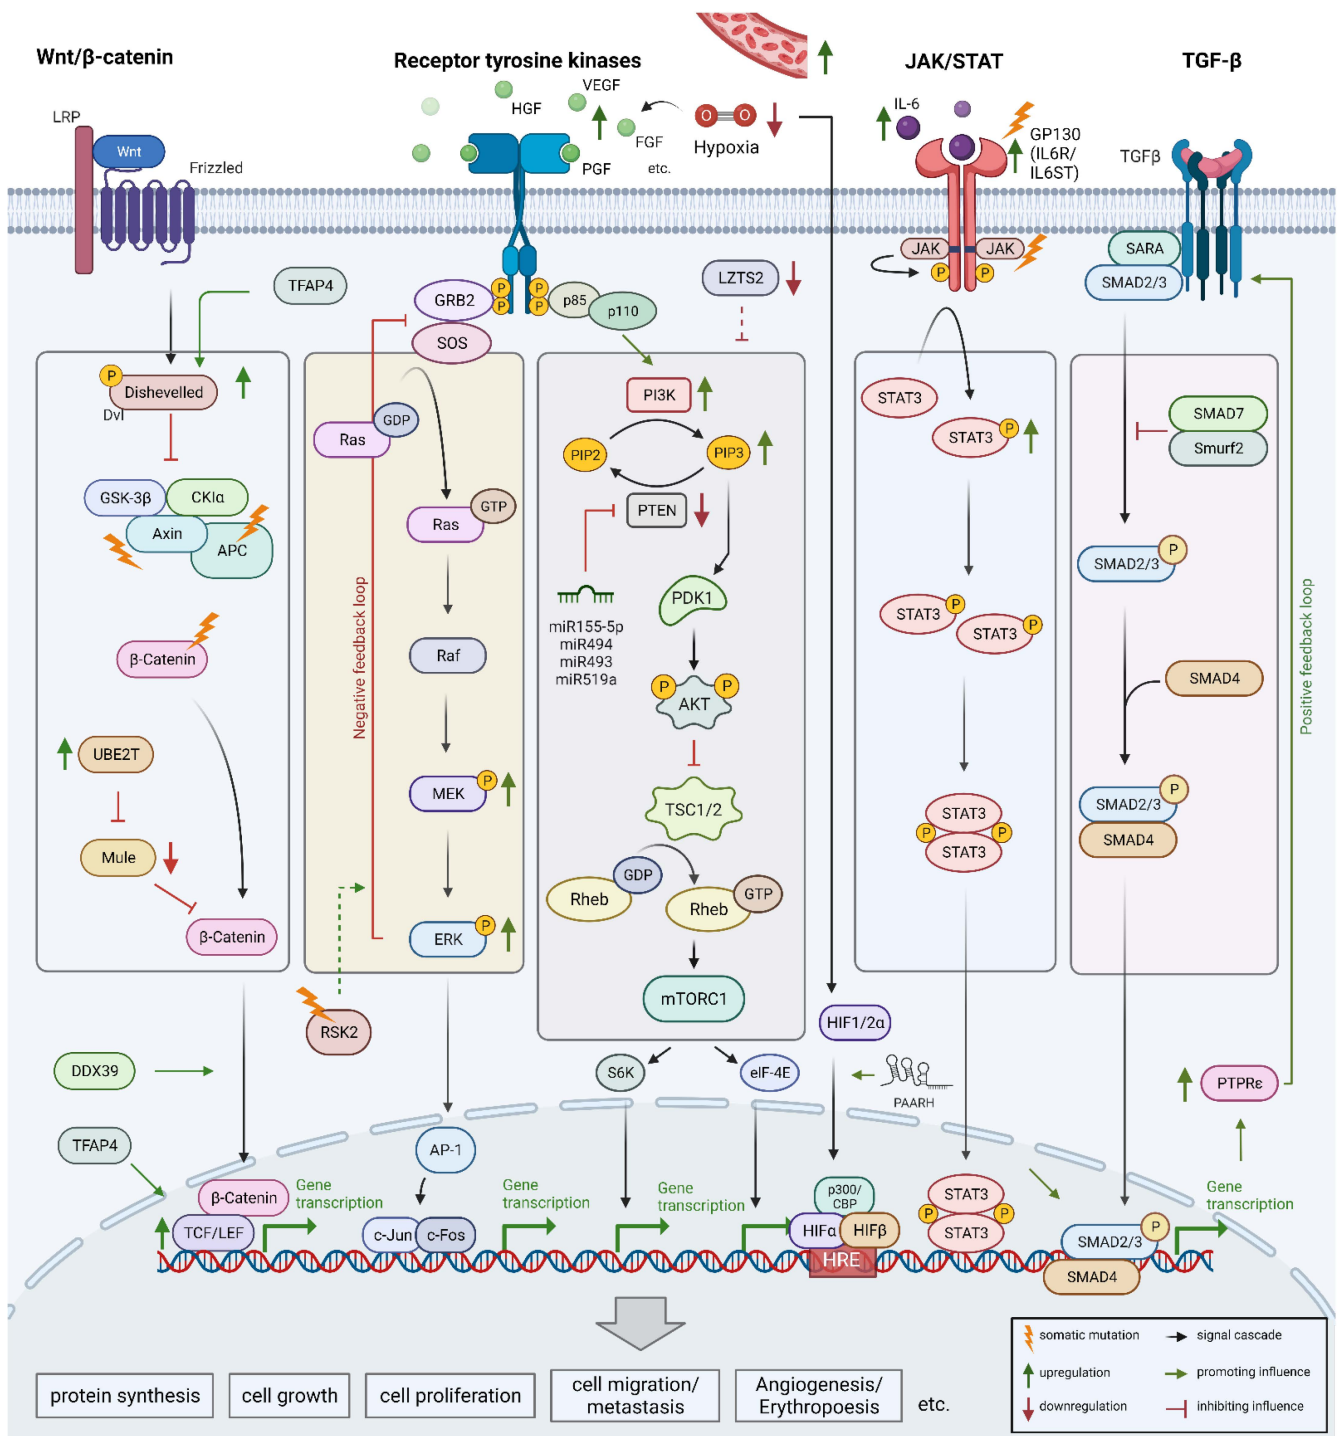 Wnt/β-catenin
Receptor tyrosine kinases
JAK/STAT
TGF-β
LRP
Wnt
Frizzled
HGF
VEGF
FGF
etc.
PGF
O
O
Hypoxia
IL-6
GP130
(IL6R/
IL6ST)
TGFβ
JAK
JAK
P
P
SARA
SMAD2/3
TFAP4
GRB2
SOS
P
P
P
P
p85
p110
LZTS2
P
Dishevelled
Dvl
GSK-3β
CKIα
Axin
APC
β-Catenin
UBE2T
Mule
β-Catenin
GDP
Ras
GTP
Ras
Raf
MEK
P
ERK
P
Negative feedback loop
RSK2
PI3K
PIP2
PIP3
PTEN
miR155-5p
miR494
miR493
miR519a
PDK1
P
P
AKT
TSC1/2
GDP
Rheb
GTP
Rheb
mTORC1
S6K
eIF-4E
HIF1/2α
PAARH
STAT3
STAT3
P
STAT3
P
STAT3
P
STAT3
P
P
STAT3
SMAD7
Smurf2
SMAD2/3
P
SMAD4
SMAD2/3
P
SMAD4
Positive feedback loop
PTPRε
DDX39
TFAP4
β-Catenin
TCF/LEF
Gene
transcription
AP-1
c-Jun
c-Fos
Gene
transcription
Gene
transcription
p300/
CBP
HIFα
HIFβ
HRE
STAT3
P
P
STAT3
SMAD2/3
P
SMAD4
Gene
transcription
protein synthesis
cell growth
cell proliferation
cell migration/
metastasis
Angiogenesis/
Erythropoesis
etc.
somatic mutation
signal cascade
upregulation
promoting influence
downregulation
inhibiting influence